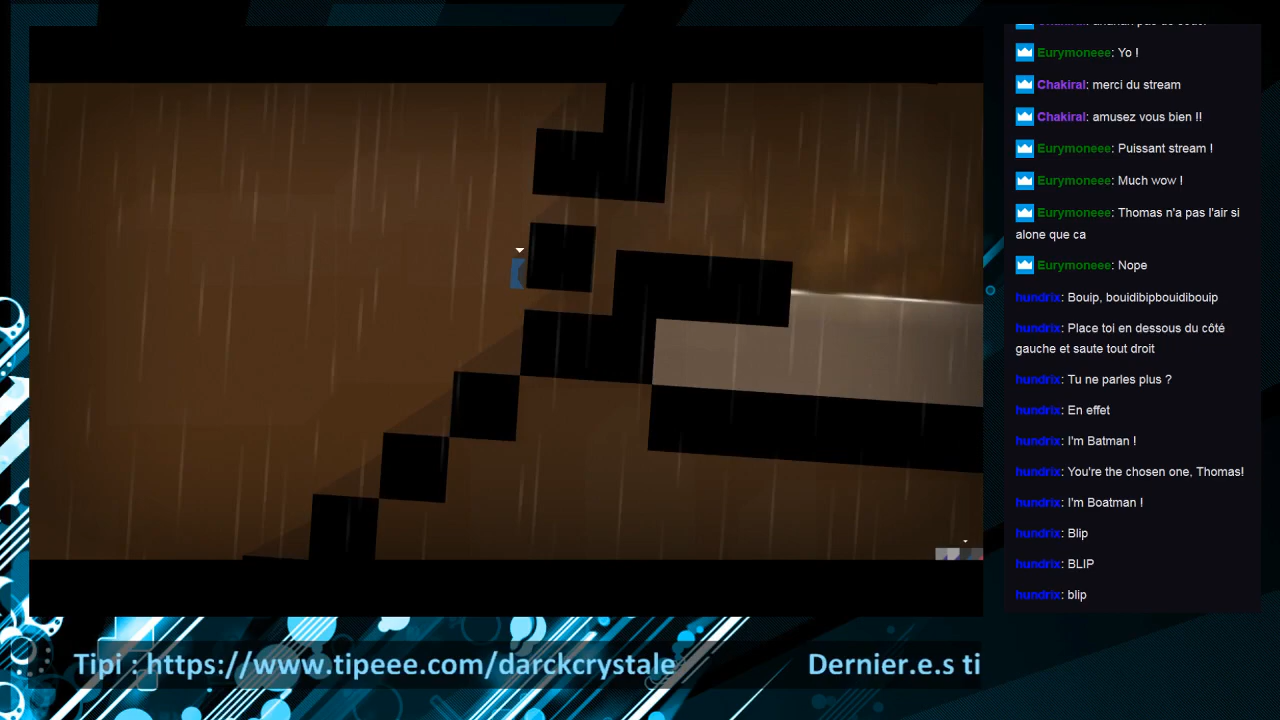 Eurymoneee: Yo !
Chakiral: merci du stream
Chakiral: amusez vous bien !!
Eurymoneee: Puissant stream !
Eurymoneee: Much wow !
Eurymoneee: Thomas n'a pas l'air si
alone que ca
Eurymoneee: Nope
hundrix: Bouip, bouidibipbouidibouip
hundrix: Place toi en dessous du côté
gauche et saute tout droit
hundrix: Tu ne parles plus ?
hundrix: En effet
hundrix: I'm Batman !
hundrix: You're the chosen one, Thomas!
hundrix: I'm Boatman !
hundrix: Blip
hundrix: BLIP
hundrix: blip
Tipi : https://www.tipeee.com/darckcrystale
Dernier.e.s ti